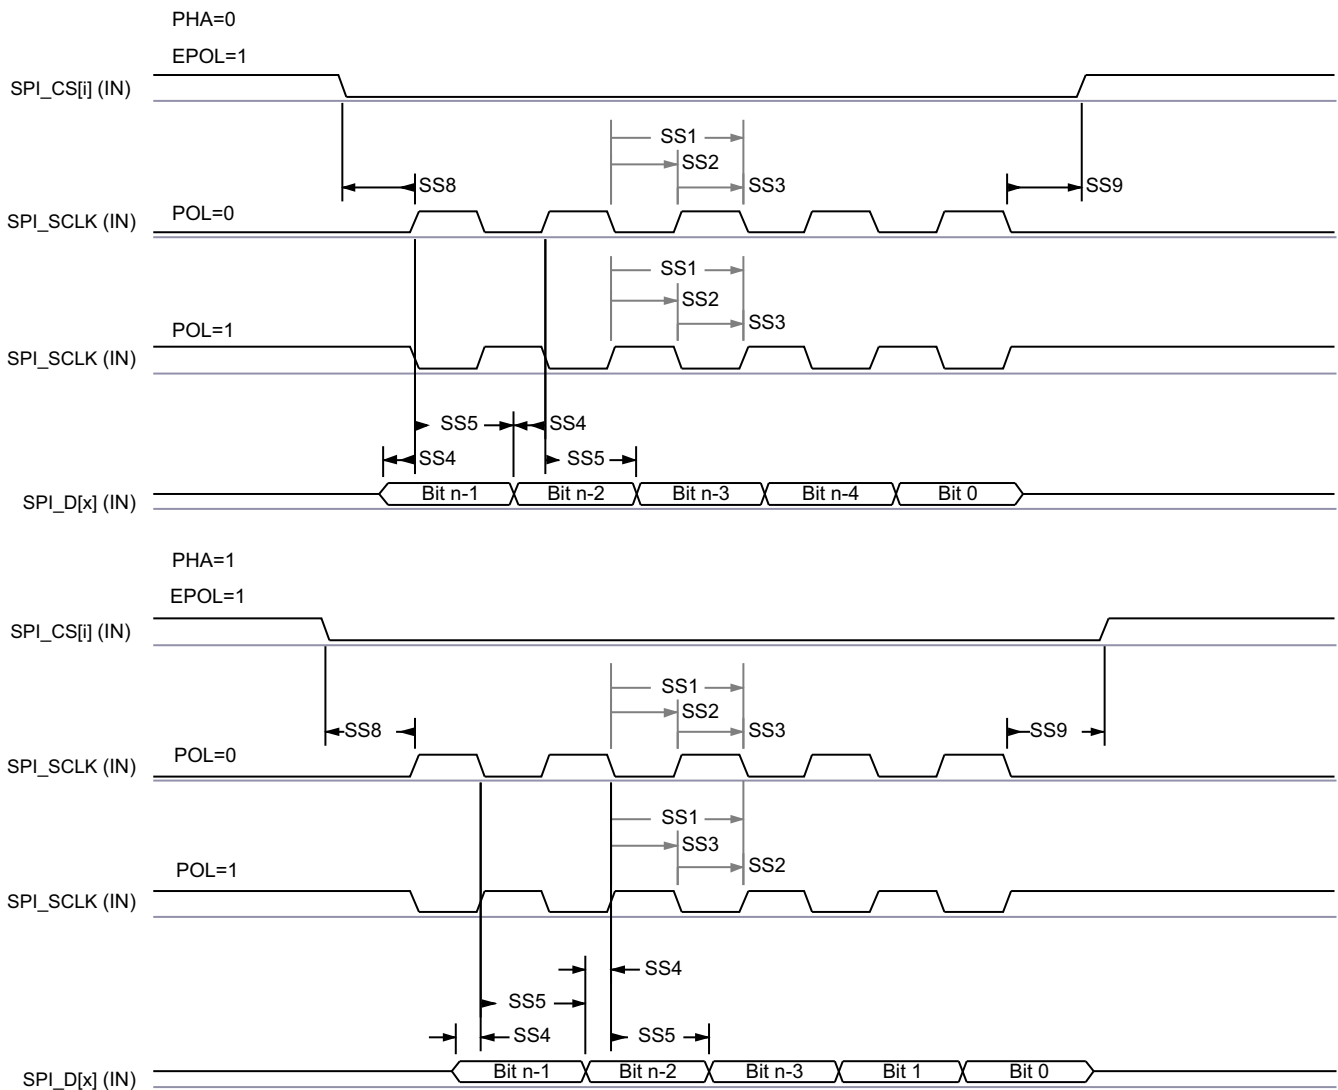 PHA=0
EPOL=1
SPI_CS[i] (IN)
SS1
SS2
SS8
SS3
SS9
POL=0
SPI_SCLK (IN)
SS1
SS2
SS3
POL=1
SPI_SCLK (IN)
SS5
SS4
SS4
SS5
SPI_D[x] (IN)
Bit n-1
Bit n-2
Bit n-3
Bit n-4
Bit 0
PHA=1
EPOL=1
SPI_CS[i] (IN)
SS1
SS2
SS8
SS3
SS9
POL=0
SPI_SCLK (IN)
SS1
SS3
SS2
POL=1
SPI_SCLK (IN)
SS4
SS5
SS4
SS5
SPI_D[x] (IN)
Bit n-1
Bit n-2
Bit n-3
Bit 1
Bit 0